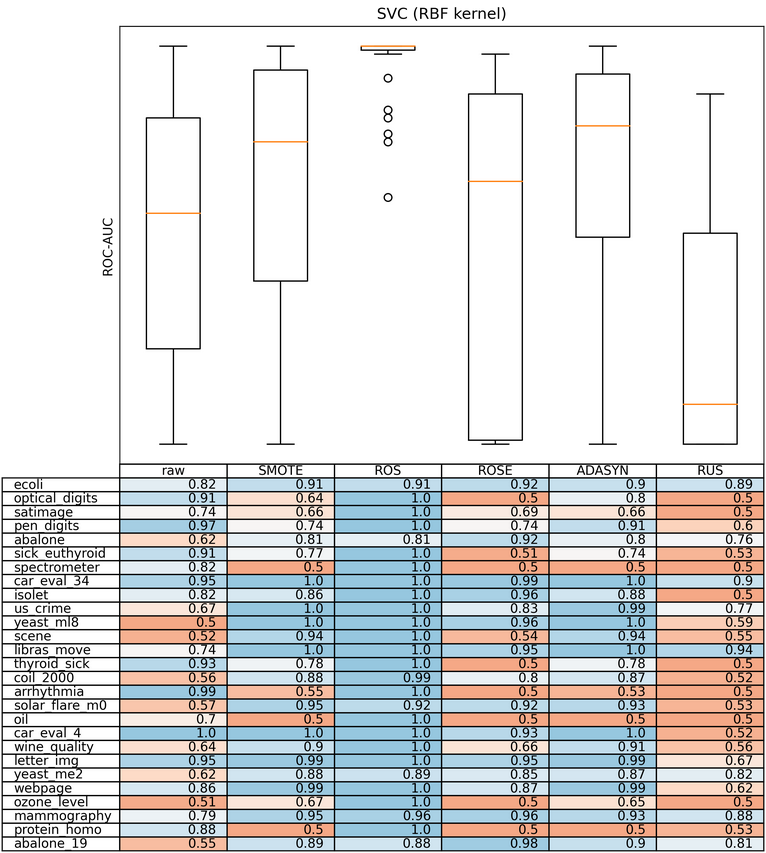 SVC (RBF kernel)
ROC-AUC
raw SMOTE ROS ROSE ADASYN RUS
ecoli 0.82 0.91 0.91 0.92 0.9 0.89
optical_digits 0.91 0.64 1.0 0.5 0.8 0.5
satimage 0.74 0.66 1.0 0.69 0.66 0.5
pen_digits 0.97 0.74 1.0 0.74 0.91 0.6
abalone 0.62 0.81 0.81 0.92 0.8 0.76
sick_euthyroid 0.91 0.77 1.0 0.51 0.74 0.53
spectrometer 0.82 0.5 1.0 0.5 0.5 0.5
car_eval_34 0.95 1.0 1.0 0.99 1.0 0.9
isolet 0.82 0.86 1.0 0.96 0.88 0.5
us_crime 0.67 1.0 1.0 0.83 0.99 0.77
yeast_ml8 0.5 1.0 1.0 0.96 1.0 0.59
scene 0.52 0.94 1.0 0.54 0.94 0.55
libras_move 0.74 1.0 1.0 0.95 1.0 0.94
thyroid_sick 0.93 0.78 1.0 0.5 0.78 0.5
coil_2000 0.56 0.88 0.99 0.8 0.87 0.52
arrhythmia 0.99 0.55 1.0 0.5 0.53 0.5
solar_flare_m0 0.57 0.95 0.92 0.92 0.93 0.53
oil 0.7 0.5 1.0 0.5 0.5 0.5
car_eval_4 1.0 1.0 1.0 0.93 1.0 0.52
wine_quality 0.64 0.9 1.0 0.66 0.91 0.56
letter_img 0.95 0.99 1.0 0.95 0.99 0.67
yeast_me2 0.62 0.88 0.89 0.85 0.87 0.82
webpage 0.86 0.99 1.0 0.87 0.99 0.62
ozone_level 0.51 0.67 1.0 0.5 0.65 0.5
mammography 0.79 0.95 0.96 0.96 0.93 0.88
protein_homo 0.88 0.5 1.0 0.5 0.5 0.53
abalone_19 0.55 0.89 0.88 0.98 0.9 0.81